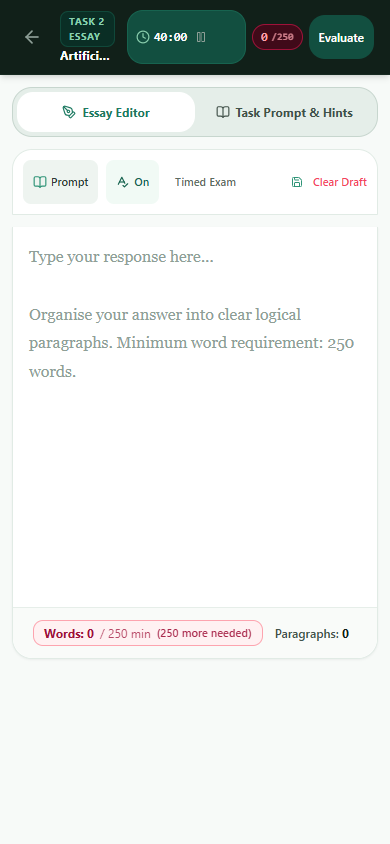 TASK 2
ESSAY
Artifici...
40:00
0 /250
Evaluate
Essay Editor
Task Prompt & Hints
Prompt
On
Timed Exam
Clear Draft
Type your response here...
Organise your answer into clear logical
paragraphs. Minimum word requirement: 250
words.
Words: 0 / 250 min (250 more needed)
Paragraphs: 0